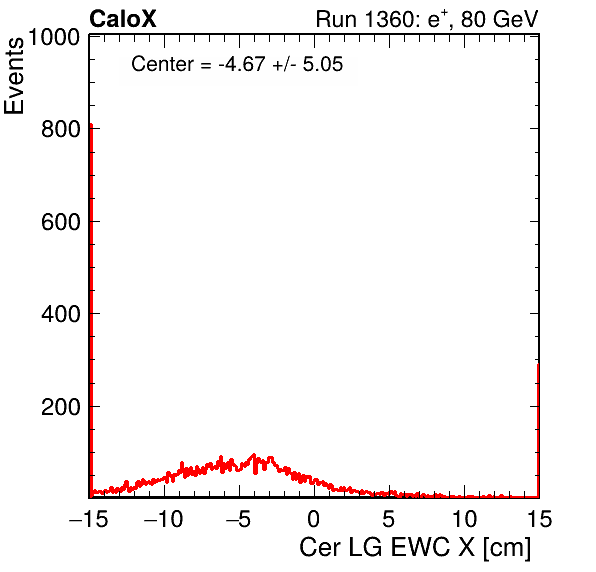 CaloX
Run 1360: e⁺, 80 GeV
Center = -4.67 +/- 5.05
Events
1000
800
600
400
200
−15 −10 −5 0 5 10 15
Cer LG EWC X [cm]